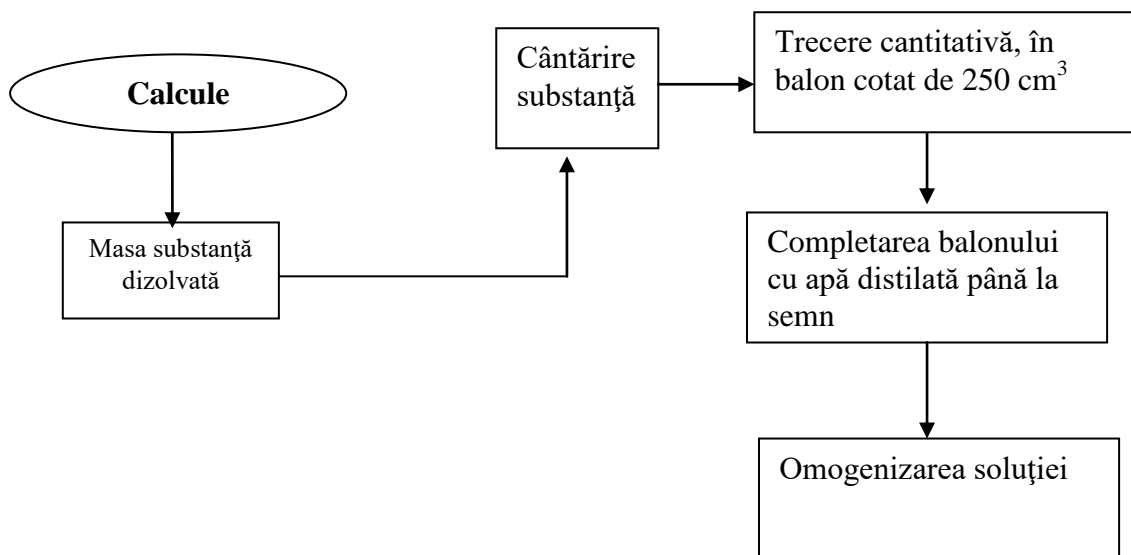 Calcule
Masa substanţă
dizolvată
Cântărire
substanţă
Trecere cantitativă, în
balon cotat de 250 cm³
Completarea balonului
cu apă distilată până la
semn
Omogenizarea soluţiei